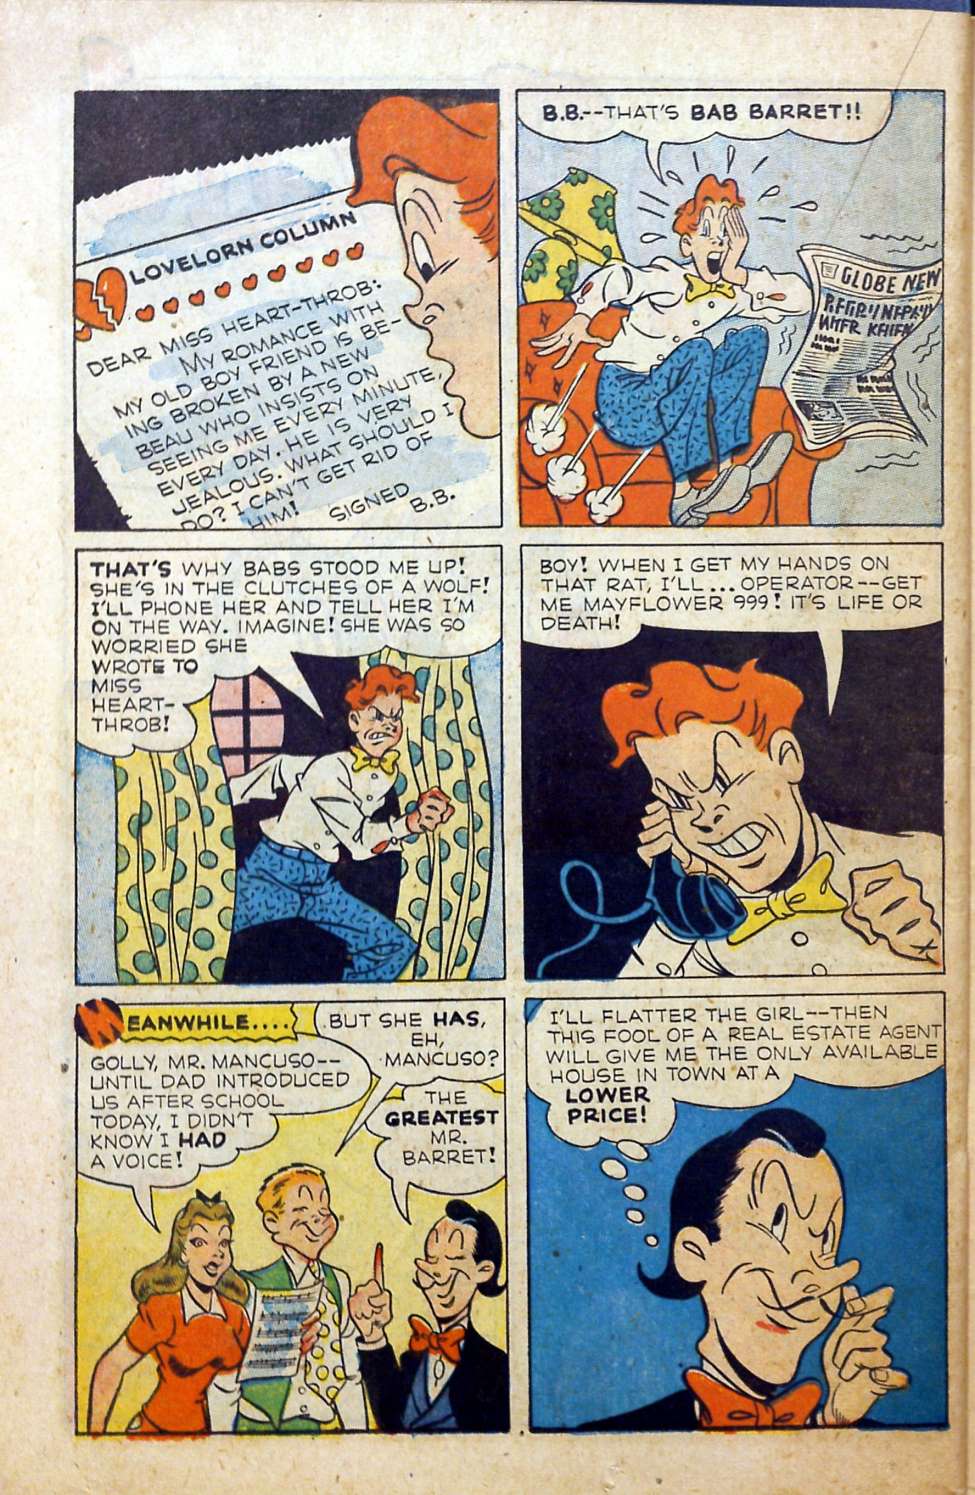 LOVELORN COLUMN
DEAR MISS HEART-THROB:
MY ROMANCE WITH
MY OLD BOY FRIEND IS BE-
ING BROKEN BY A NEW
BEAU WHO INSISTS ON
SEEING ME EVERY MINUTE,
EVERY DAY. HE IS VERY
JEALOUS. WHAT SHOULD I
DO? I CAN'T GET RID OF
HIM!
SIGNED
B.B.
B.B.--THAT'S BAB BARRET!!
GLOBE NEW
THAT'S WHY BABS STOOD ME UP!
SHE'S IN THE CLUTCHES OF A WOLF!
I'LL PHONE HER AND TELL HER I'M
ON THE WAY. IMAGINE! SHE WAS SO
WORRIED SHE
WROTE TO
MISS
HEART-
THROB!
BOY! WHEN I GET MY HANDS ON
THAT RAT, I'LL... OPERATOR--GET
ME MAYFLOWER 999! IT'S LIFE OR
DEATH!
MEANWHILE....
GOLLY, MR. MANCUSO--
UNTIL DAD INTRODUCED
US AFTER SCHOOL
TODAY, I DIDN'T
KNOW I HAD
A VOICE!
BUT SHE HAS,
EH,
MANCUSO?
THE
GREATEST
MR.
BARRET!
I'LL FLATTER THE GIRL--THEN
THIS FOOL OF A REAL ESTATE AGENT
WILL GIVE ME THE ONLY AVAILABLE
HOUSE IN TOWN AT A
LOWER
PRICE!